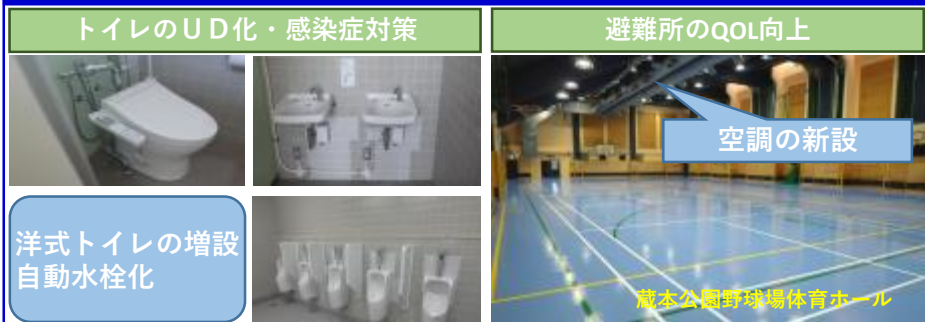 トイレのＵＤ化・感染症対策
避難所のQOL向上
空調の新設
洋式トイレの増設
自動水栓化
蔵本公園野球場体育ホール